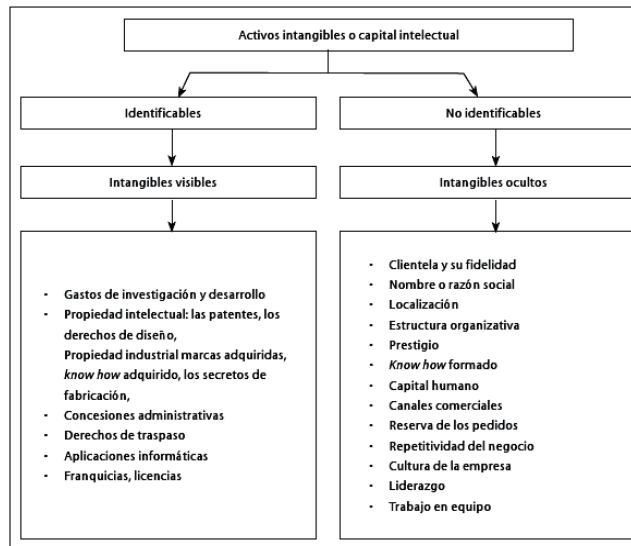 Activos intangibles o capital intelectual
Identificables
No identificables
Intangibles visibles
Intangibles ocultos
· Gastos de investigación y desarrollo
· Propiedad intelectual: las patentes, los
derechos de diseño,
Propiedad industrial marcas adquiridas,
know how adquirido, los secretos de
fabricación,
· Concesiones administrativas
· Derechos de traspaso
· Aplicaciones informáticas
· Franquicias, licencias
· Clientela y su fidelidad
· Nombre o razón social
· Localización
· Estructura organizativa
· Prestigio
· Know how formado
· Capital humano
· Canales comerciales
· Reserva de los pedidos
· Repetitividad del negocio
· Cultura de la empresa
· Liderazgo
· Trabajo en equipo